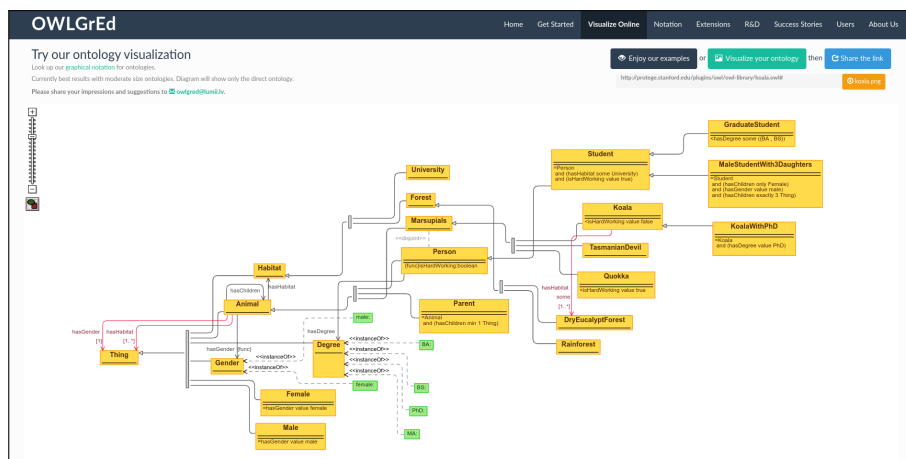 OWLGrEd
Home Get Started Visualize Online Notation Extensions R&D Success Stories Users About Us
Try our ontology visualization
Look up our graphical notation for ontologies.
Currently best results with moderate size ontologies. Diagram will show only the direct ontology.
Please share your impressions and suggestions to owlgred@lumii.lv.
Enjoy our examples or Visualize your ontology then Share the link
http://protege.stanford.edu/plugins/owl/owl-library/koala.owl#
koala.png
GraduateStudent
<hasDegree some ({BA , BS})
Student
=Person
and (hasHabitat some University)
and (isHardWorking value true)
MaleStudentWith3Daughters
=Student
and (hasChildren only Female)
and (hasGender value male)
and (hasChildren exactly 3 Thing)
University
Forest
Marsupials
<<disjoint>>
Person
(func)isHardWorking:boolean
Koala
<isHardWorking value false
KoalaWithPhD
=Koala
and (hasDegree value PhD)
TasmanianDevil
Quokka
=isHardWorking value true
Habitat
hasChildren
hasHabitat
Animal
Parent
=Animal
and (hasChildren min 1 Thing)
hasHabitat
some
[1..*]
DryEucalyptForest
Rainforest
hasGender
[1]
hasHabitat
[1..*]
Thing
hasGender {func}
Gender
hasDegree
Degree
male:
female:
<<instanceOf>>
<<instanceOf>>
<<instanceOf>>
<<instanceOf>>
<<instanceOf>>
<<instanceOf>>
BA:
BS:
PhD:
MA:
Female
=hasGender value female
Male
=hasGender value male